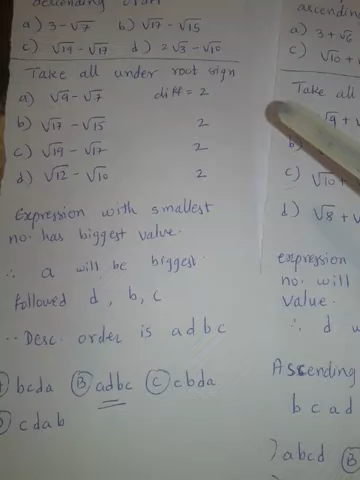 descending order
a) 3-√7 b) √17-√15
c) √19-√17 d) 2√3-√10
Take all under root sign
a) √9-√7 diff = 2
b) √17-√15 2
c) √19-√17 2
d) √12-√10 2
Expression with smallest
no. has biggest value.
∴ a will be biggest
followed d, b, c
∴ Desc. order is a d b c
bcda (B) adbc (C) cbda
cdab
ascending
a) 3+√6
c) √10+
Take all
√9+
b)
c) √10+
d) √8+√
expression
no. will
value.
∴ d
Ascending
b c a d
) abcd (B